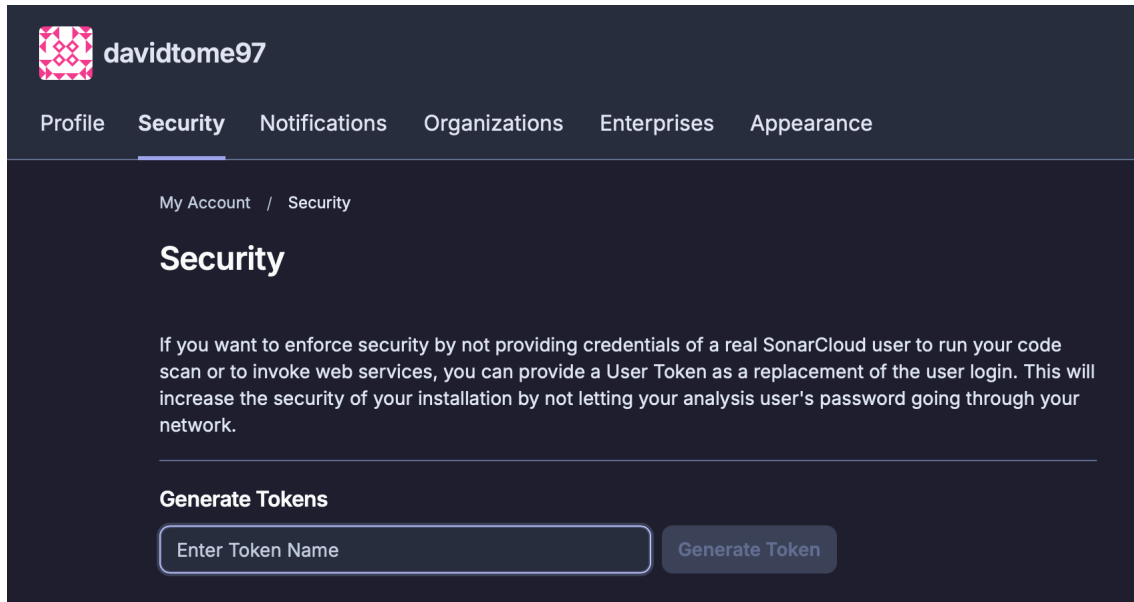 davidtome97
Profile Security Notifications Organizations Enterprises Appearance
My Account / Security
Security
If you want to enforce security by not providing credentials of a real SonarCloud user to run your code
scan or to invoke web services, you can provide a User Token as a replacement of the user login. This will
increase the security of your installation by not letting your analysis user's password going through your
network.
Generate Tokens
Enter Token Name Generate Token